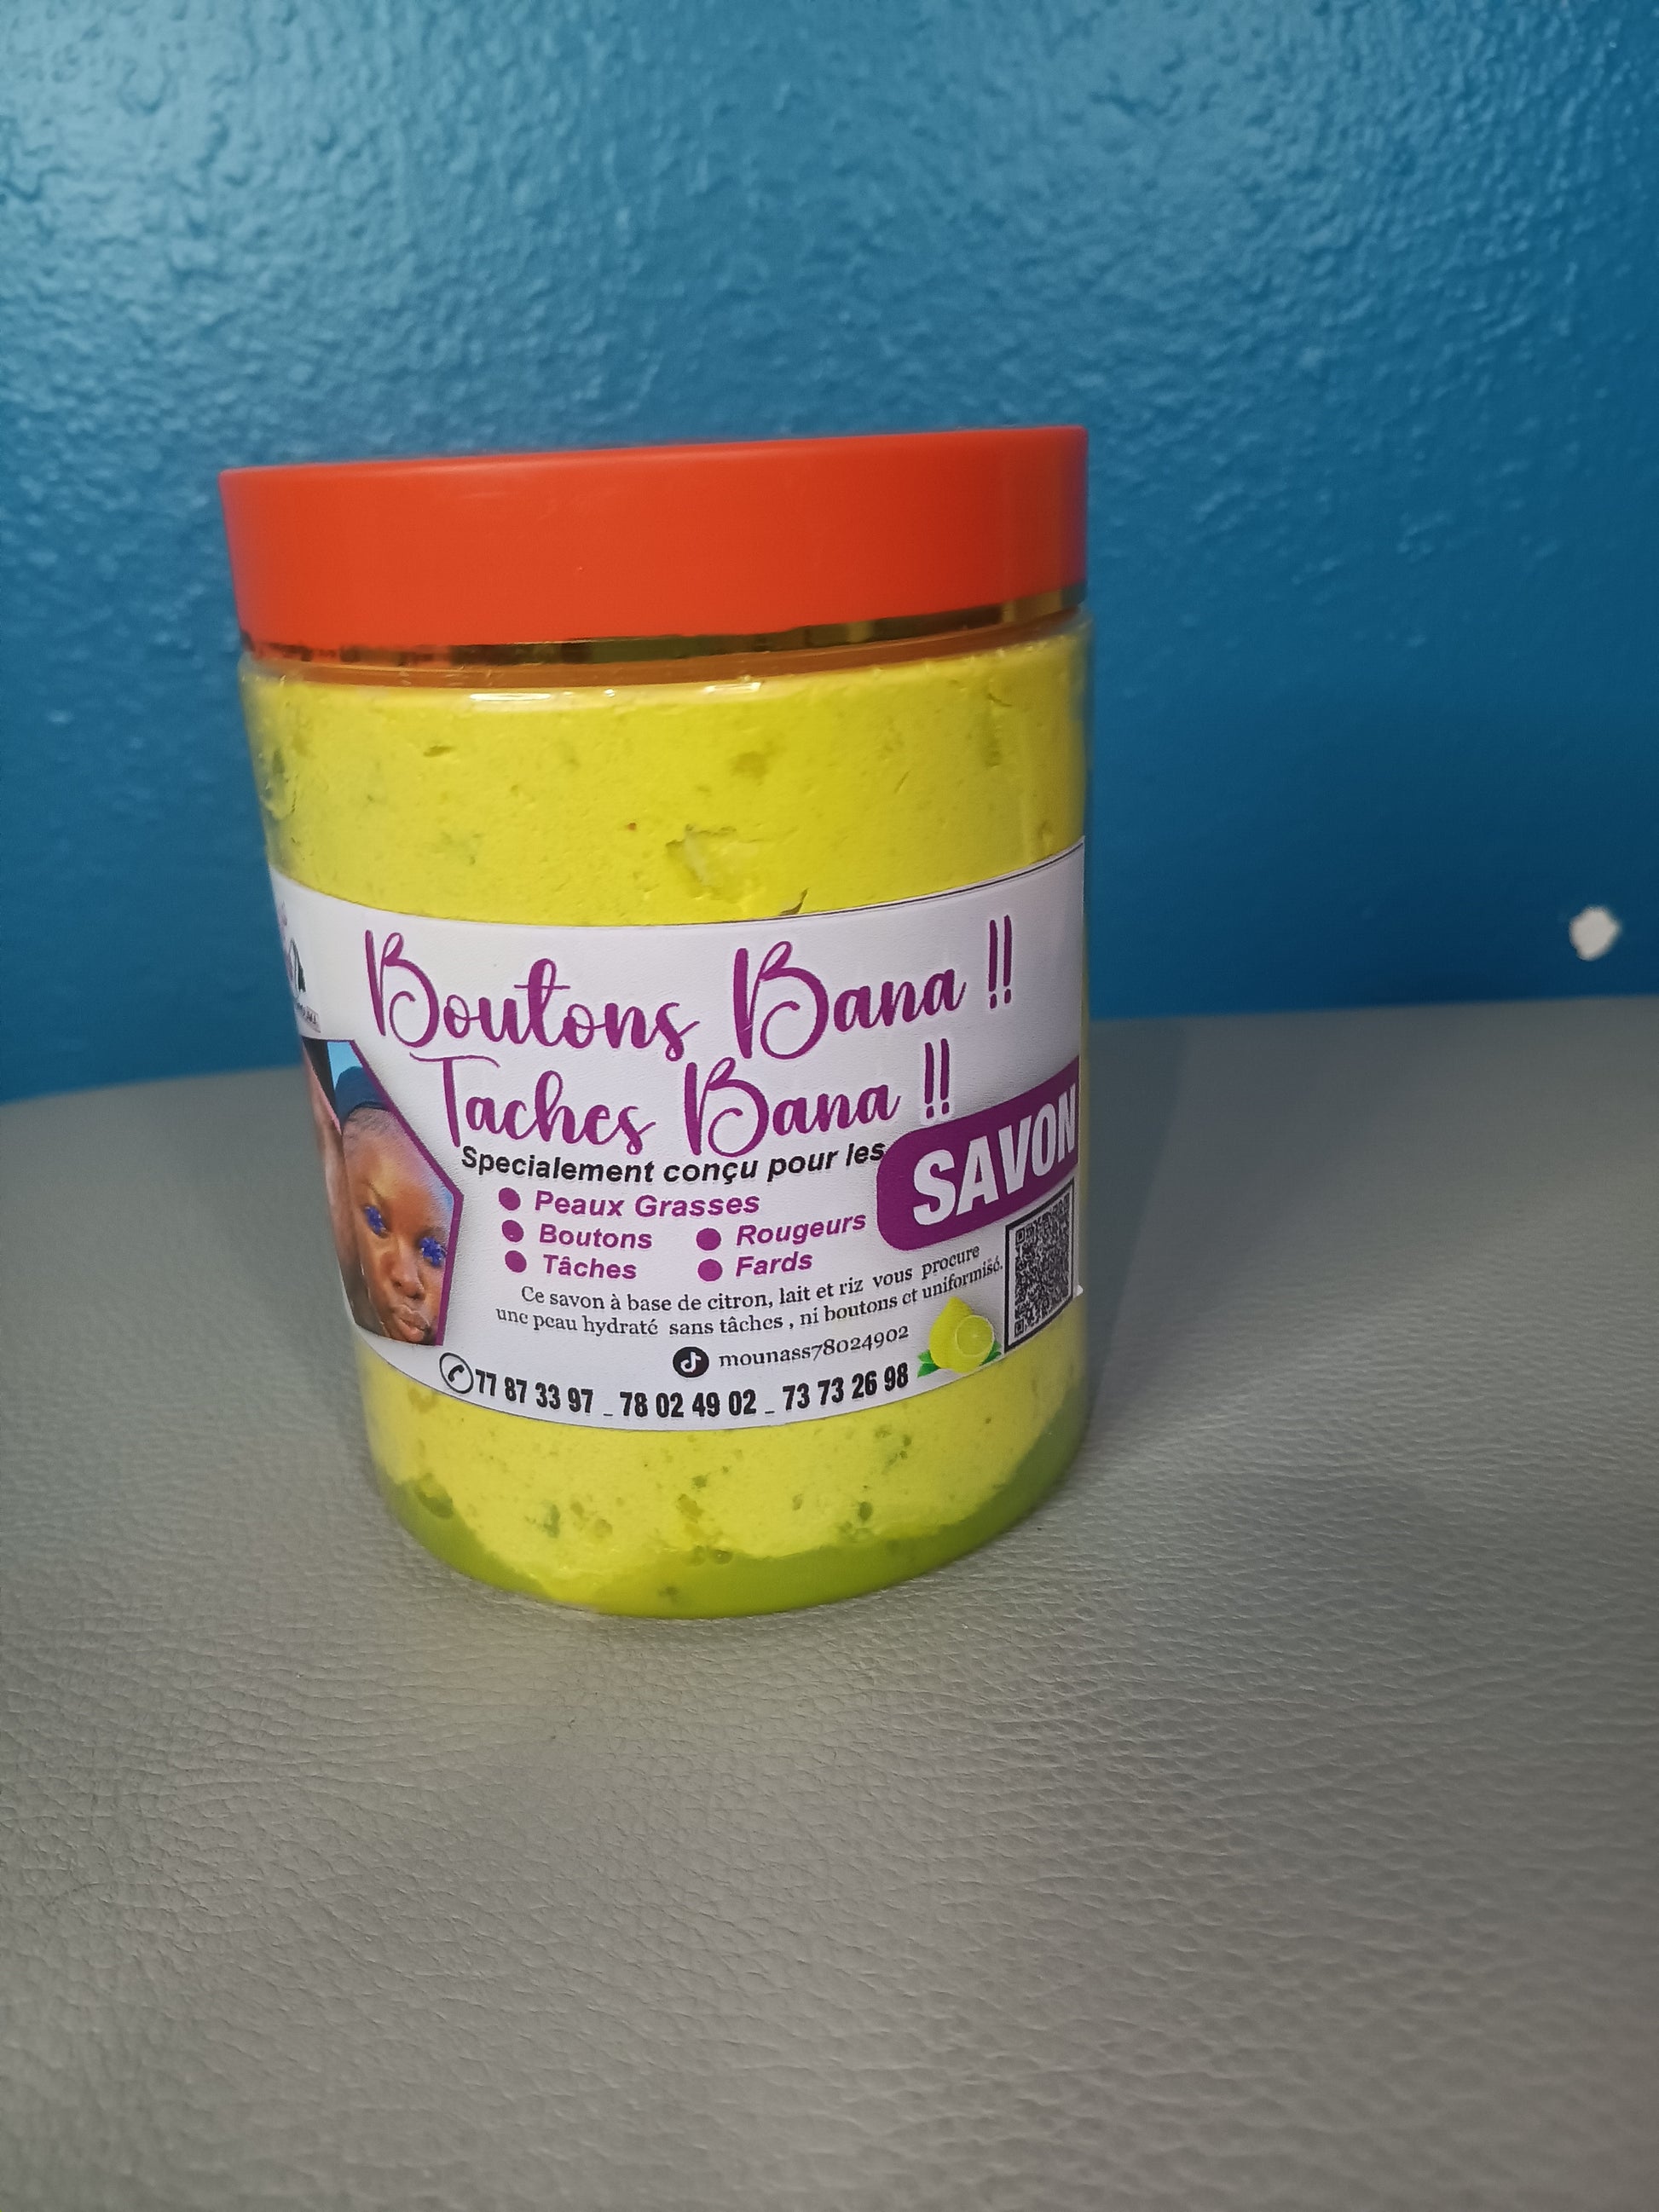 Boutons Bana !!
Taches Bana !!
Specialement conçu pour les
SAVON
Peaux Grasses
Boutons
Rougeurs
Tâches
Fards
Ce savon à base de citron, lait et riz vous procure
une peau hydraté sans tâches , ni boutons et uniformisé.
mounass78024902
77 87 33 97 _ 78 02 49 02 _ 73 73 26 98